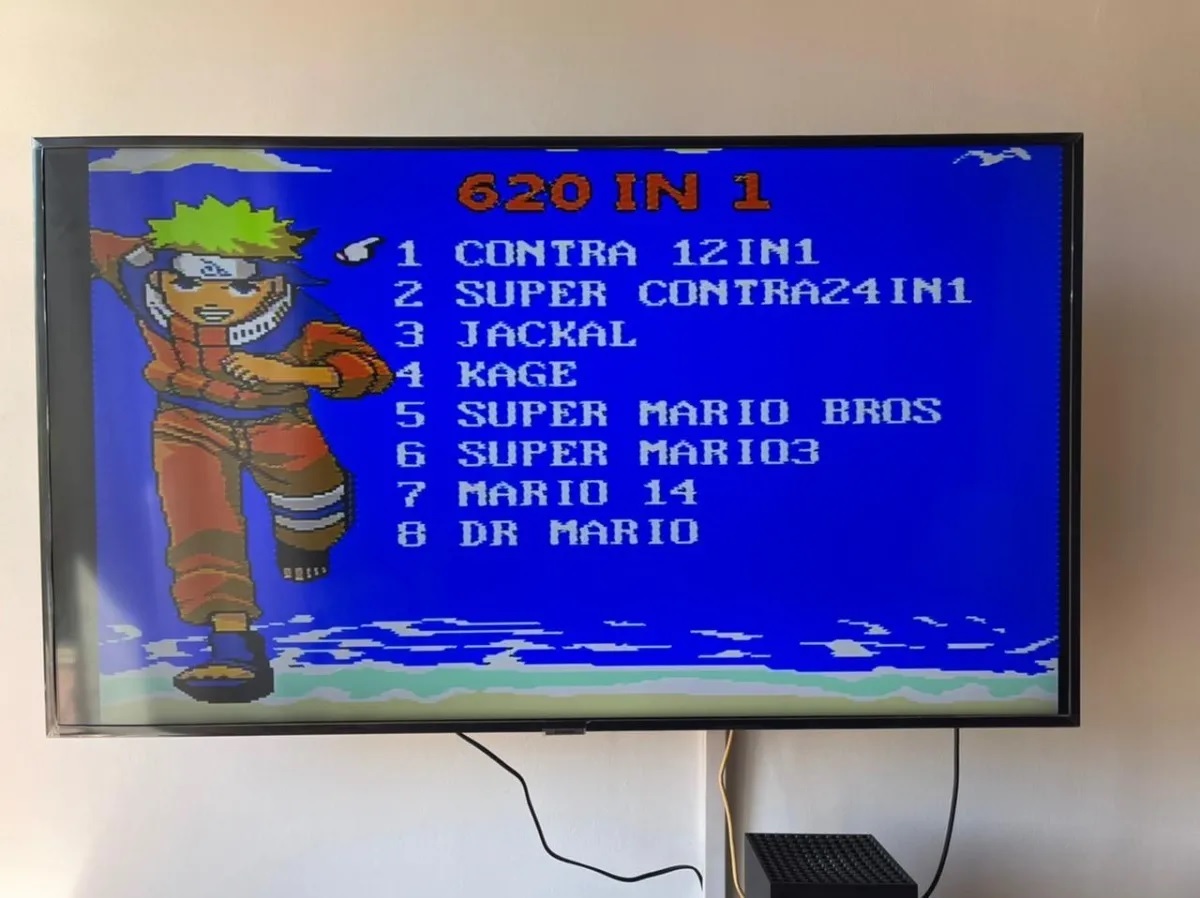 620 IN 1
1 CONTRA 12IN1
2 SUPER CONTRA24IN1
3 JACKAL
4 KAGE
5 SUPER MARIO BROS
6 SUPER MARIO3
7 MARIO 14
8 DR MARIO